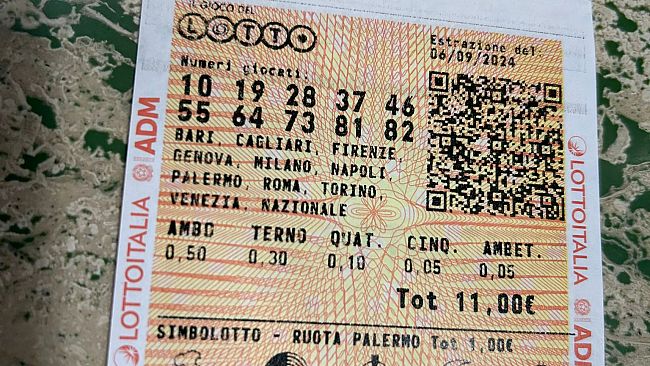 IL GIOCO DEL
LOTTO
Estrazione del:
06/09/2024
Numeri giocati:
10 19 28 37 46
55 64 73 81 82
BARI, CAGLIARI, FIRENZE,
GENOVA, MILANO, NAPOLI,
PALERMO, ROMA, TORINO,
VENEZIA, NAZIONALE
AMBO TERNO QUAT. CINQ. AMBET.
0,50 0,30 0,10 0,05 0,05
Tot 11,00€
SIMBOLOTTO - RUOTA PALERMO Tot 1,00€
LOTTOITALIA ADM
LOTTOITALIA
ADM